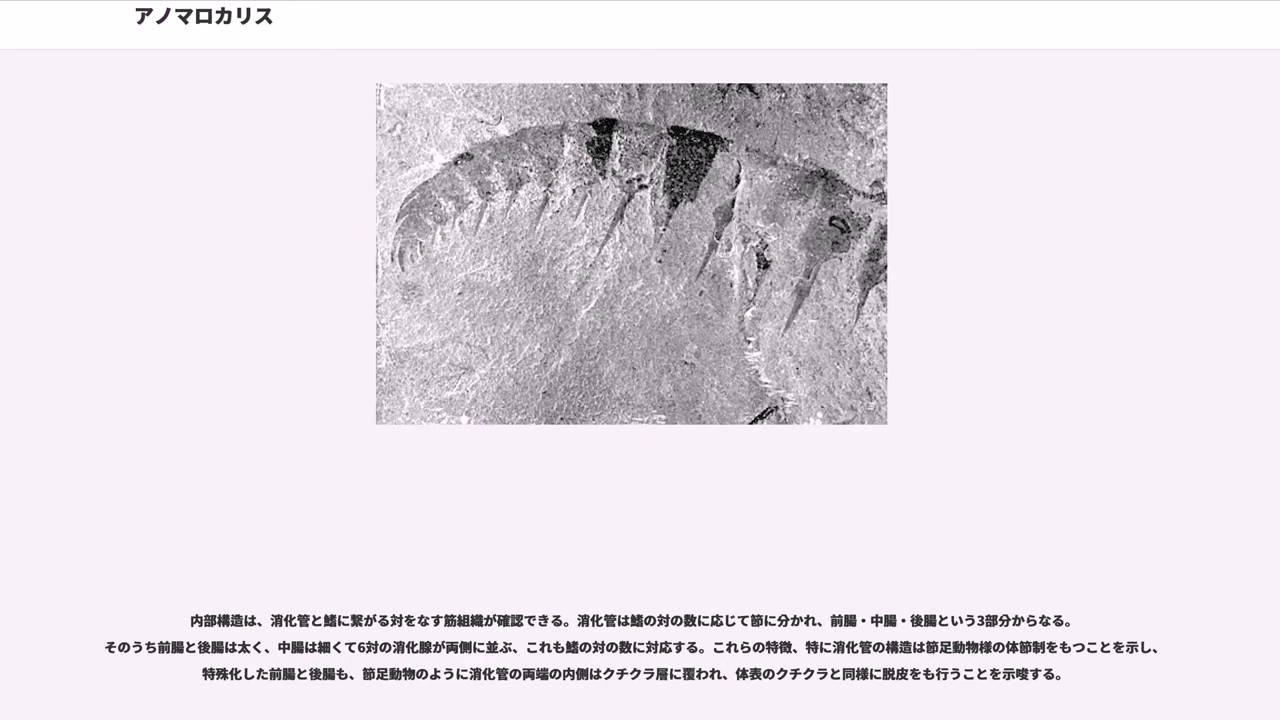 アノマロカリス
内部構造は、消化管と鰭に繋がる対をなす筋組織が確認できる。消化管は鰭の対の数に応じて節に分かれ、前腸・中腸・後腸という3部分からなる。
そのうち前腸と後腸は太く、中腸は細くて6対の消化腺が両側に並ぶ、これも鰭の対の数に対応する。これらの特徴、特に消化管の構造は節足動物様の体節制をもつことを示し、
特殊化した前腸と後腸も、節足動物のように消化管の両端の内側はクチクラ層に覆われ、体表のクチクラと同様に脱皮をも行うことを示唆する。